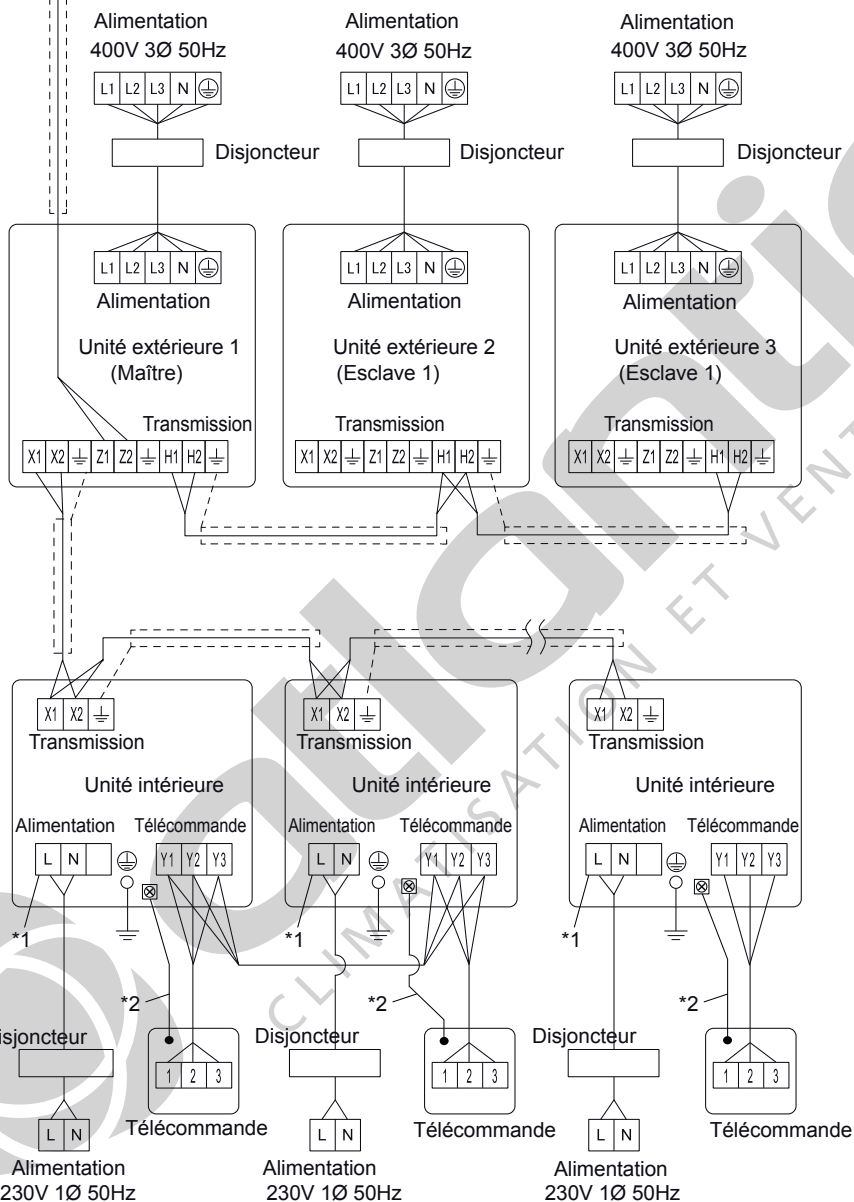 Alimentation Alimentation Alimentation
400V 3Ø 50Hz 400V 3Ø 50Hz 400V 3Ø 50Hz
L1 L2 L3 N L1 L2 L3 N L1 L2 L3 N
Disjoncteur Disjoncteur Disjoncteur
L1 L2 L3 N L1 L2 L3 N L1 L2 L3 N
Alimentation Alimentation Alimentation
Unité extérieure 1 Unité extérieure 2 Unité extérieure 3
(Maître) (Esclave 1) (Esclave 1)
Transmission Transmission Transmission
X1 X2 Z1 Z2 H1 H2 X1 X2 Z1 Z2 H1 H2 X1 X2 Z1 Z2 H1 H2
X1 X2 X1 X2 X1 X2
Transmission Transmission Transmission
Unité intérieure Unité intérieure Unité intérieure
Alimentation Télécommande Alimentation Télécommande Alimentation Télécommande
L N Y1 Y2 Y3 L N Y1 Y2 Y3 L N Y1 Y2 Y3
*1 *1 *1
*2 *2 *2
isjoncteur Disjoncteur Disjoncteur
1 2 3 1 2 3 1 2 3
L N Télécommande L N Télécommande L N Télécommande
Alimentation Alimentation Alimentation
230V 1Ø 50Hz 230V 1Ø 50Hz 230V 1Ø 50Hz
atlantic
CLIMATISATION ET VENT